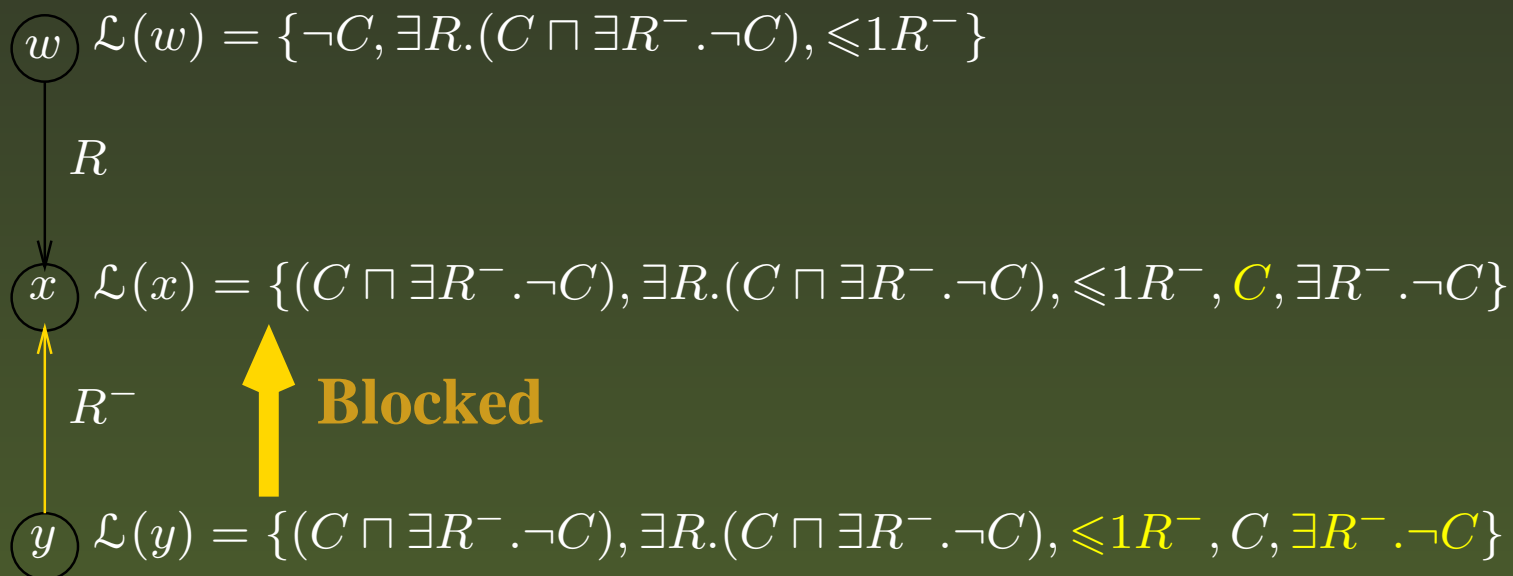 w 𝓛(w) = {¬C, ∃R.(C ⊓ ∃R⁻.¬C), ⩽1R⁻}
R
x 𝓛(x) = {(C ⊓ ∃R⁻.¬C), ∃R.(C ⊓ ∃R⁻.¬C), ⩽1R⁻, C, ∃R⁻.¬C}
R⁻ Blocked
y 𝓛(y) = {(C ⊓ ∃R⁻.¬C), ∃R.(C ⊓ ∃R⁻.¬C), ⩽1R⁻, C, ∃R⁻.¬C}